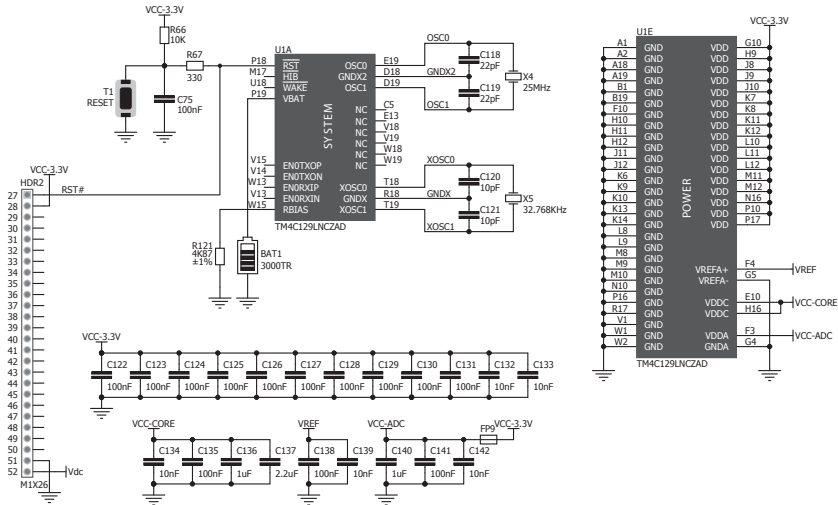 VCC-3.3V
R66
10K
R67
330
T1
RESET
C75
100nF
U1A
P18 RST
M17 HIB
U18 WAKE
P19 VBAT
V15 EN0TXOP
V14 EN0TXON
W13 EN0RXIP
V13 EN0RXIN
W15 RBIAS
SYSTEM
OSC0 E19
GNDX2 D18
OSC1 D19
NC C5
NC E13
NC V18
NC V19
NC W18
NC W19
XOSC0 T18
GNDX R18
XOSC1 T19
TM4C129LNCZAD
OSC0
GNDX2
OSC1
C118
22pF
C119
22pF
X4
25MHz
XOSC0
GNDX
XOSC1
C120
10pF
C121
10pF
X5
32.768KHz
R121
4K87
±1%
BAT1
3000TR
VCC-3.3V
HDR2
RST#
27
28
29
30
31
32
33
34
35
36
37
38
39
40
41
42
43
44
45
46
47
48
49
50
51
52
Vdc
M1X26
U1E
VCC-3.3V
A1 GND
A2 GND
A18 GND
A19 GND
B1 GND
B19 GND
F10 GND
H10 GND
H11 GND
H12 GND
J11 GND
J12 GND
K6 GND
K9 GND
K10 GND
K13 GND
K14 GND
L8 GND
L9 GND
M8 GND
M9 GND
M10 GND
N10 GND
P16 GND
R17 GND
V1 GND
W1 GND
W2 GND
POWER
VDD G10
VDD H9
VDD J8
VDD J9
VDD J10
VDD K7
VDD K8
VDD K11
VDD K12
VDD L10
VDD L11
VDD L12
VDD M11
VDD M12
VDD N16
VDD P10
VDD P17
VREFA+ F4
VREFA- G5
VDDC E10
VDDC H16
VDDA F3
GNDA G4
VREF
VCC-CORE
VCC-ADC
TM4C129LNCZAD
VCC-3.3V
C122
100nF
C123
100nF
C124
100nF
C125
100nF
C126
100nF
C127
100nF
C128
100nF
C129
100nF
C130
100nF
C131
100nF
C132
10nF
C133
10nF
VCC-CORE
C134
10nF
C135
100nF
C136
1uF
C137
2.2uF
VREF
C138
100nF
C139
10nF
VCC-ADC
FP9
VCC-3.3V
C140
1uF
C141
100nF
C142
10nF